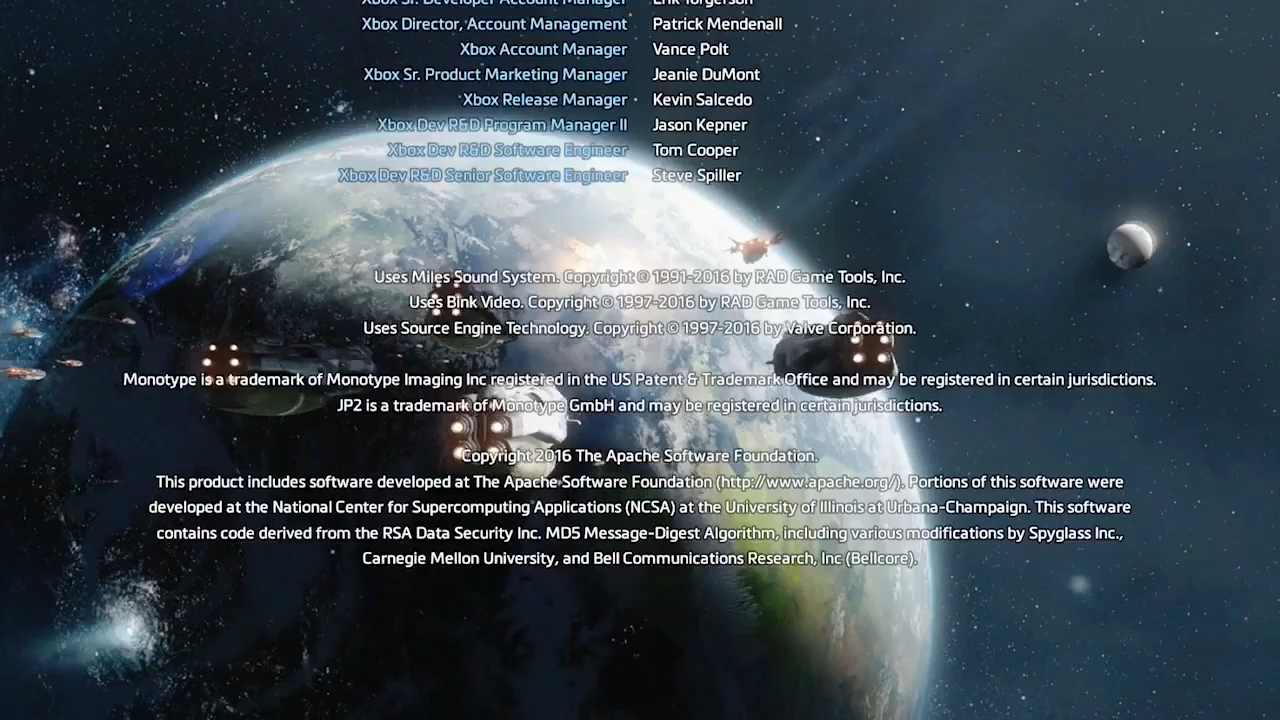 Xbox Sr. Developer Account Manager Erik Torgerson
Xbox Director, Account Management Patrick Mendenall
Xbox Account Manager Vance Polt
Xbox Sr. Product Marketing Manager Jeanie DuMont
Xbox Release Manager Kevin Salcedo
Xbox Dev R&D Program Manager II Jason Kepner
Xbox Dev R&D Software Engineer Tom Cooper
Xbox Dev R&D Senior Software Engineer Steve Spiller
Uses Miles Sound System. Copyright © 1991-2016 by RAD Game Tools, Inc.
Uses Bink Video. Copyright © 1997-2016 by RAD Game Tools, Inc.
Uses Source Engine Technology. Copyright © 1997-2016 by Valve Corporation.
Monotype is a trademark of Monotype Imaging Inc registered in the US Patent & Trademark Office and may be registered in certain jurisdictions.
JP2 is a trademark of Monotype GmbH and may be registered in certain jurisdictions.
Copyright 2016 The Apache Software Foundation.
This product includes software developed at The Apache Software Foundation (http://www.apache.org/). Portions of this software were
developed at the National Center for Supercomputing Applications (NCSA) at the University of Illinois at Urbana-Champaign. This software
contains code derived from the RSA Data Security Inc. MD5 Message-Digest Algorithm, including various modifications by Spyglass Inc.,
Carnegie Mellon University, and Bell Communications Research, Inc (Bellcore).